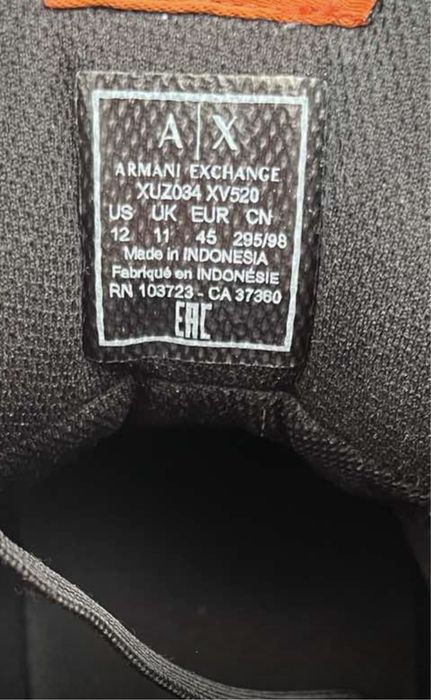 A|X
ARMANI EXCHANGE
XUZ034 XV520
US UK EUR CN
12 11 45 295/98
Made in INDONESIA
Fabriqué en INDONÉSIE
RN 103723 - CA 37360
EAC